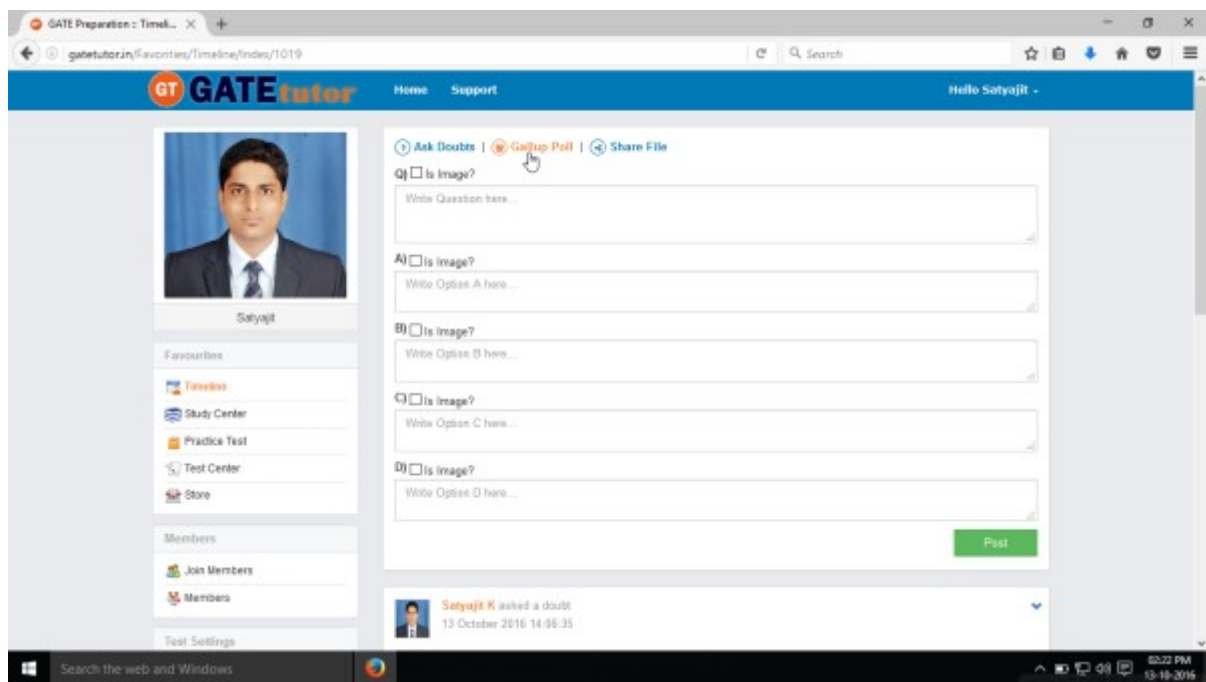 GATE Preparation :: Timeli...
gatetutor.in/Favorities/Timeline/Index/1019
Search
GT GATEtutor
Home Support
Hello Satyajit
Satyajit
Favourites
Timeline
Study Center
Practice Test
Test Center
Store
Members
Join Members
Members
Test Settings
Ask Doubts | Gallup Poll | Share File
Q) Is Image?
Write Question here...
A) Is Image?
Write Option A here...
B) Is Image?
Write Option B here...
C) Is Image?
Write Option C here...
D) Is Image?
Write Option D here...
Post
Satyajit K asked a doubt
13 October 2016 14:06:35
Search the web and Windows
02:22 PM
13-10-2016